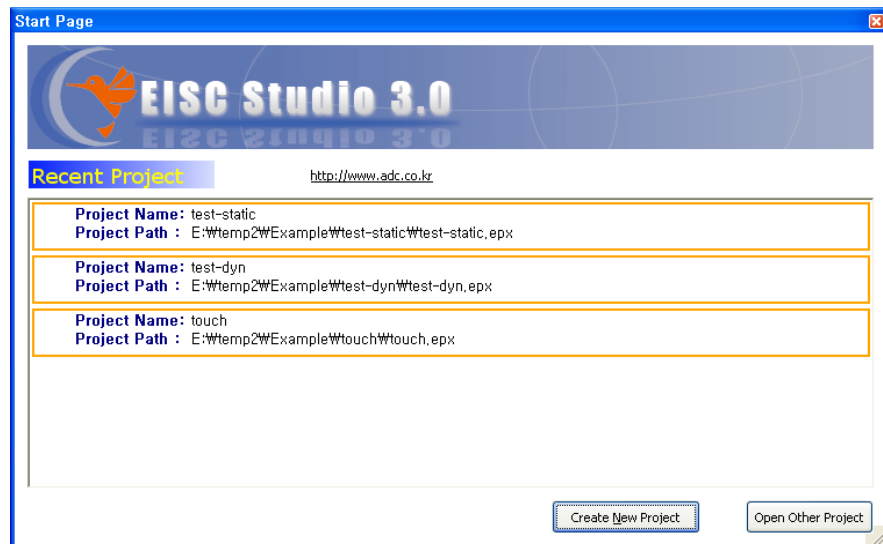 Start Page
EISC Studio 3.0
Recent Project
http://www.adc.co.kr
Project Name: test-static
Project Path : E:₩temp2₩Example₩test-static₩test-static.epx
Project Name: test-dyn
Project Path : E:₩temp2₩Example₩test-dyn₩test-dyn.epx
Project Name: touch
Project Path : E:₩temp2₩Example₩touch₩touch.epx
Create New Project
Open Other Project